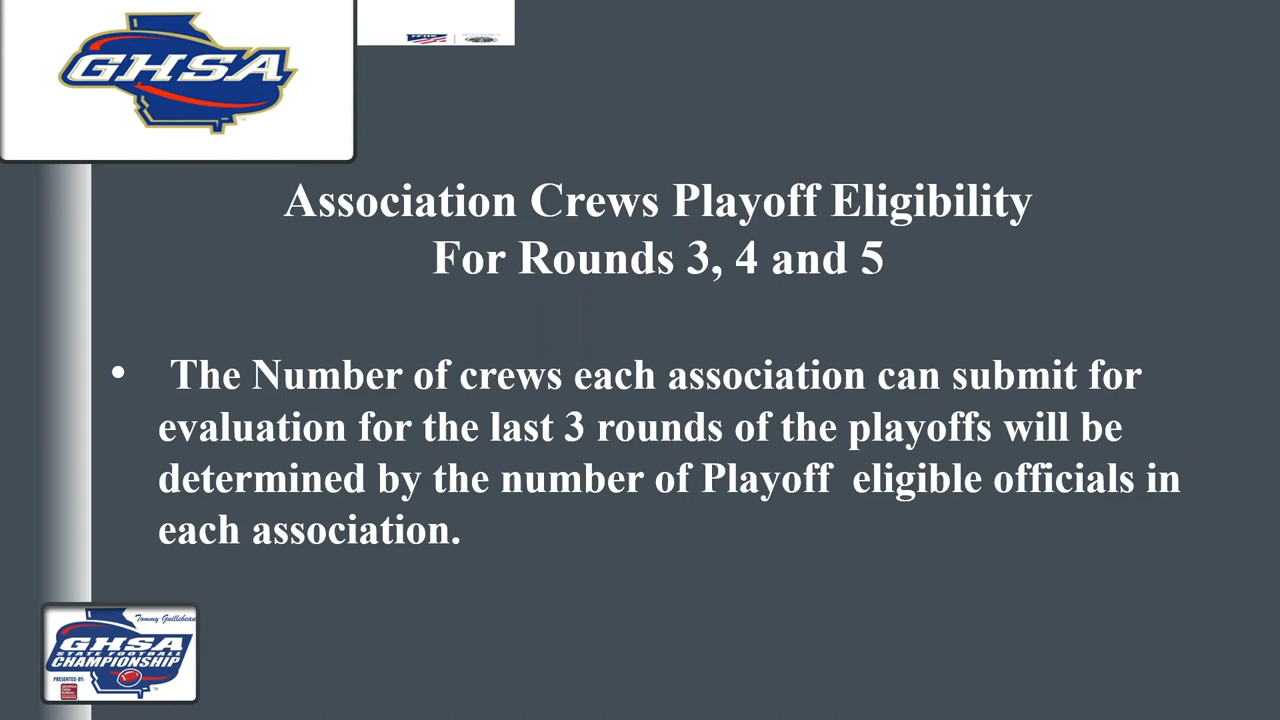 GHSA
TM
Association Crews Playoff Eligibility
For Rounds 3, 4 and 5
• The Number of crews each association can submit for
evaluation for the last 3 rounds of the playoffs will be
determined by the number of Playoff eligible officials in
each association.
Tommy Guillebeau
GHSA
STATE FOOTBALL
CHAMPIONSHIP
PRESENTED BY:
TM